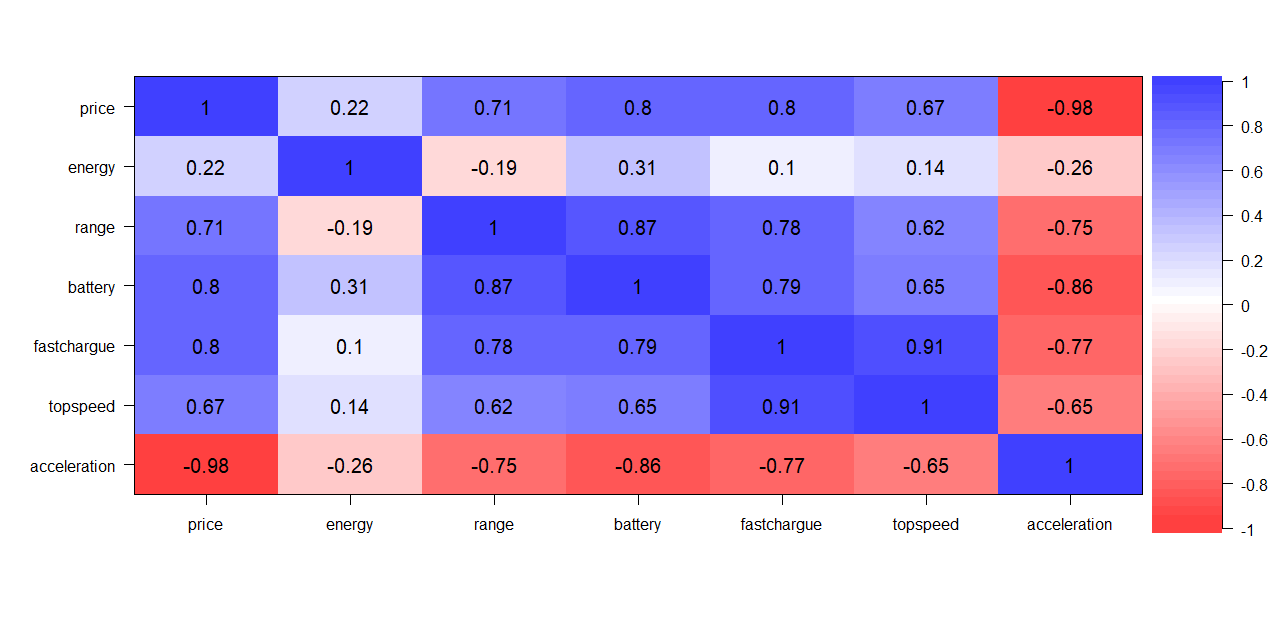 price 1 0.22 0.71 0.8 0.8 0.67 -0.98
energy 0.22 1 -0.19 0.31 0.1 0.14 -0.26
range 0.71 -0.19 1 0.87 0.78 0.62 -0.75
battery 0.8 0.31 0.87 1 0.79 0.65 -0.86
fastchargue 0.8 0.1 0.78 0.79 1 0.91 -0.77
topspeed 0.67 0.14 0.62 0.65 0.91 1 -0.65
acceleration -0.98 -0.26 -0.75 -0.86 -0.77 -0.65 1
price energy range battery fastchargue topspeed acceleration
1
0.8
0.6
0.4
0.2
0
-0.2
-0.4
-0.6
-0.8
-1